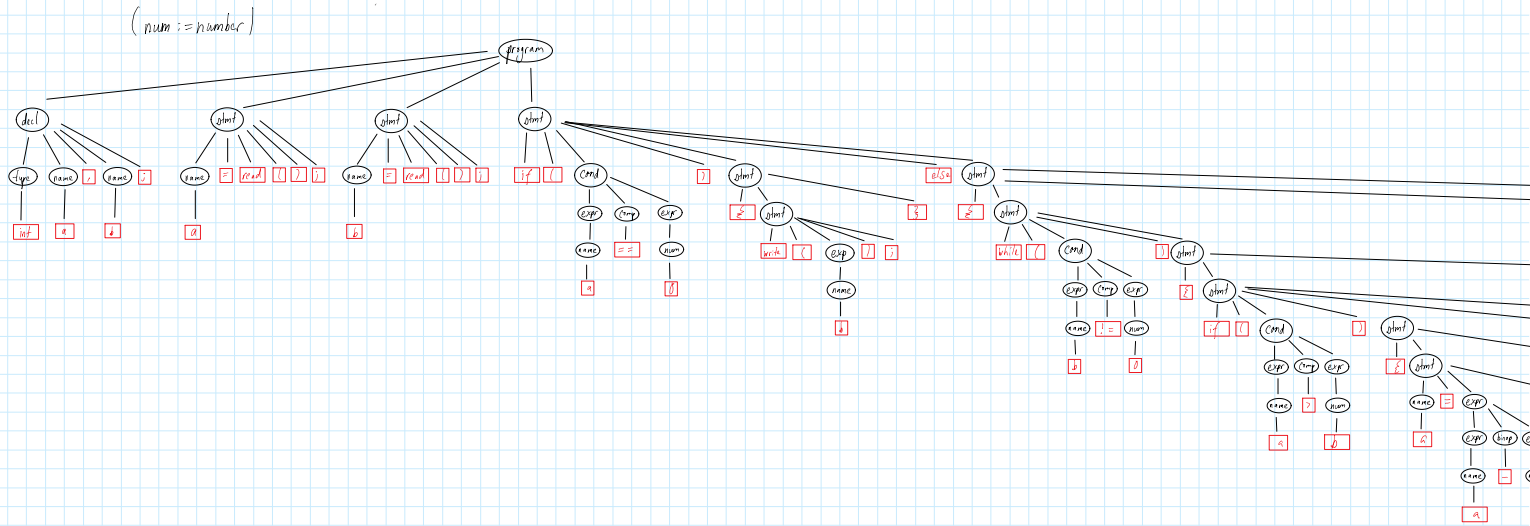 (num := number)
program
decl stmt stmt stmt
type name , name ; name = read ( ) ; name = read ( ) ; if ( Cond ) stmt else stmt
expr comp expr { stmt } { stmt
int a b a b name == num write ( exp ) ; while ( Cond ) stmt
a 0 name expr comp expr { stmt
b name != num if ( Cond ) stmt
b 0 expr comp expr { stmt
name > num name = expr
a b a expr binop
name -
a